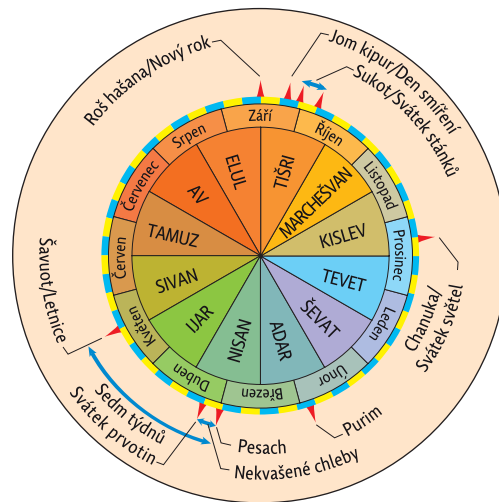 Roš hašana/Nový rok
Jom kipur/Den smíření
Sukot/Svátek stánků
Chanuka/
Svátek světel
Purim
Pesach
Nekvašené chleby
Svátek prvotin
Sedm týdnů
Šavuot/Letnice
Září
Říjen
Listopad
Prosinec
Leden
Únor
Březen
Duben
Květen
Červen
Červenec
Srpen
TIŠRI
MARCHEŠVAN
KISLEV
TEVET
ŠEVAT
ADAR
NISAN
IJAR
SIVAN
TAMUZ
AV
ELUL